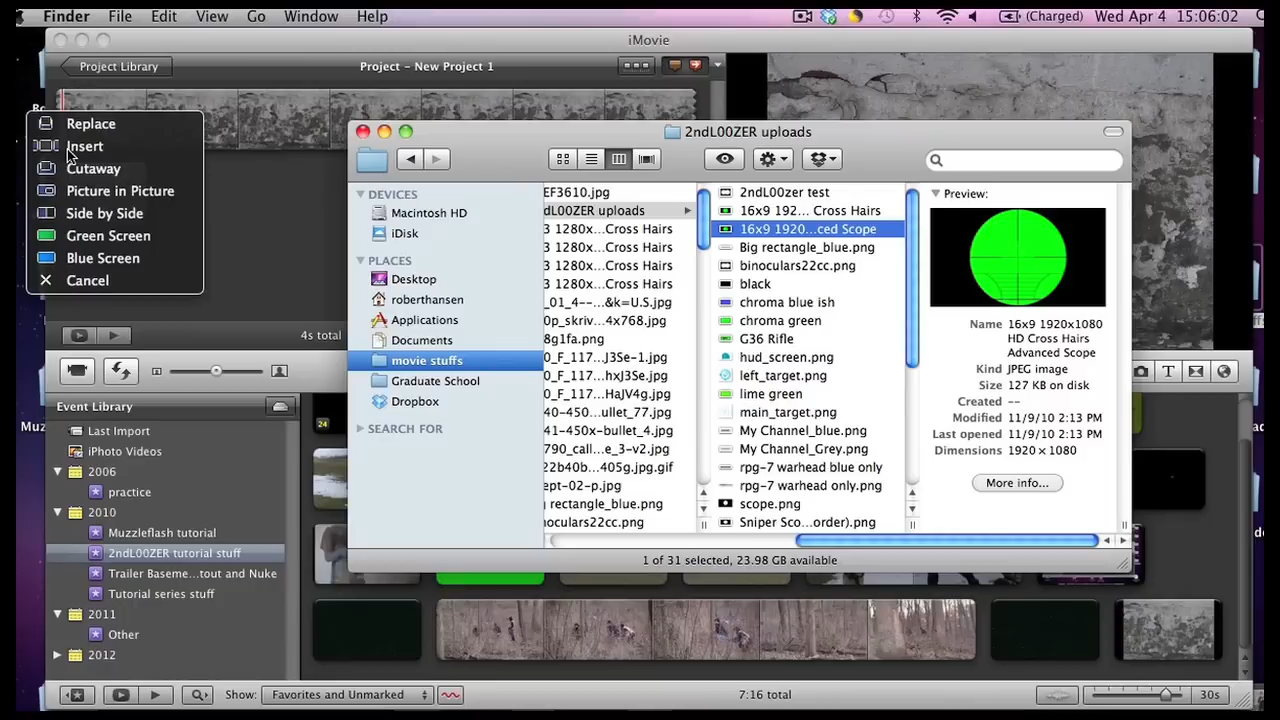 Finder File Edit View Go Window Help (Charged) Wed Apr 4 15:06:02
iMovie
Project Library Project - New Project 1
Replace
Insert
Cutaway
Picture in Picture
Side by Side
Green Screen
Blue Screen
Cancel
4s total
Event Library
Last Import
iPhoto Videos
2006
practice
2010
Muzzleflash tutorial
2ndL00ZER tutorial stuff
Trailer Baseme...tout and Nuke
Tutorial series stuff
2011
Other
2012
24
2ndL00ZER uploads
DEVICES
Macintosh HD
iDisk
PLACES
Desktop
roberthansen
Applications
Documents
movie stuffs
Graduate School
Dropbox
SEARCH FOR
EF3610.jpg
dL00ZER uploads
3 1280x...Cross Hairs
3 1280x...Cross Hairs
3 1280x...Cross Hairs
3 1280x...Cross Hairs
_01_4--...&k=U.S.jpg
0p_skriv...4x768.jpg
8g1fa.png
0_F_117...J3Se-1.jpg
0_F_117...hxJ3Se.jpg
0_F_117...HaJV4g.jpg
40-450...ullet_77.jpg
41-450x-bullet_4.jpg
790_call...e_3-v2.jpg
22b40b...405g.jpg.gif
ept-02-p.jpg
rectangle_blue.png
noculars22cc.png
2ndL00zer test
16x9 192... Cross Hairs
16x9 1920...ced Scope
Big rectangle_blue.png
binoculars22cc.png
black
chroma blue ish
chroma green
G36 Rifle
hud_screen.png
left_target.png
lime green
main_target.png
My Channel_blue.png
My Channel_Grey.png
rpg-7 warhead blue only
rpg-7 warhead only.png
scope.png
Sniper Sco...order).png
Preview:
Name 16x9 1920x1080
HD Cross Hairs
Advanced Scope
Kind JPEG image
Size 127 KB on disk
Created --
Modified 11/9/10 2:13 PM
Last opened 11/9/10 2:13 PM
Dimensions 1920 × 1080
More info...
1 of 31 selected, 23.98 GB available
Show: Favorites and Unmarked 7:16 total 30s